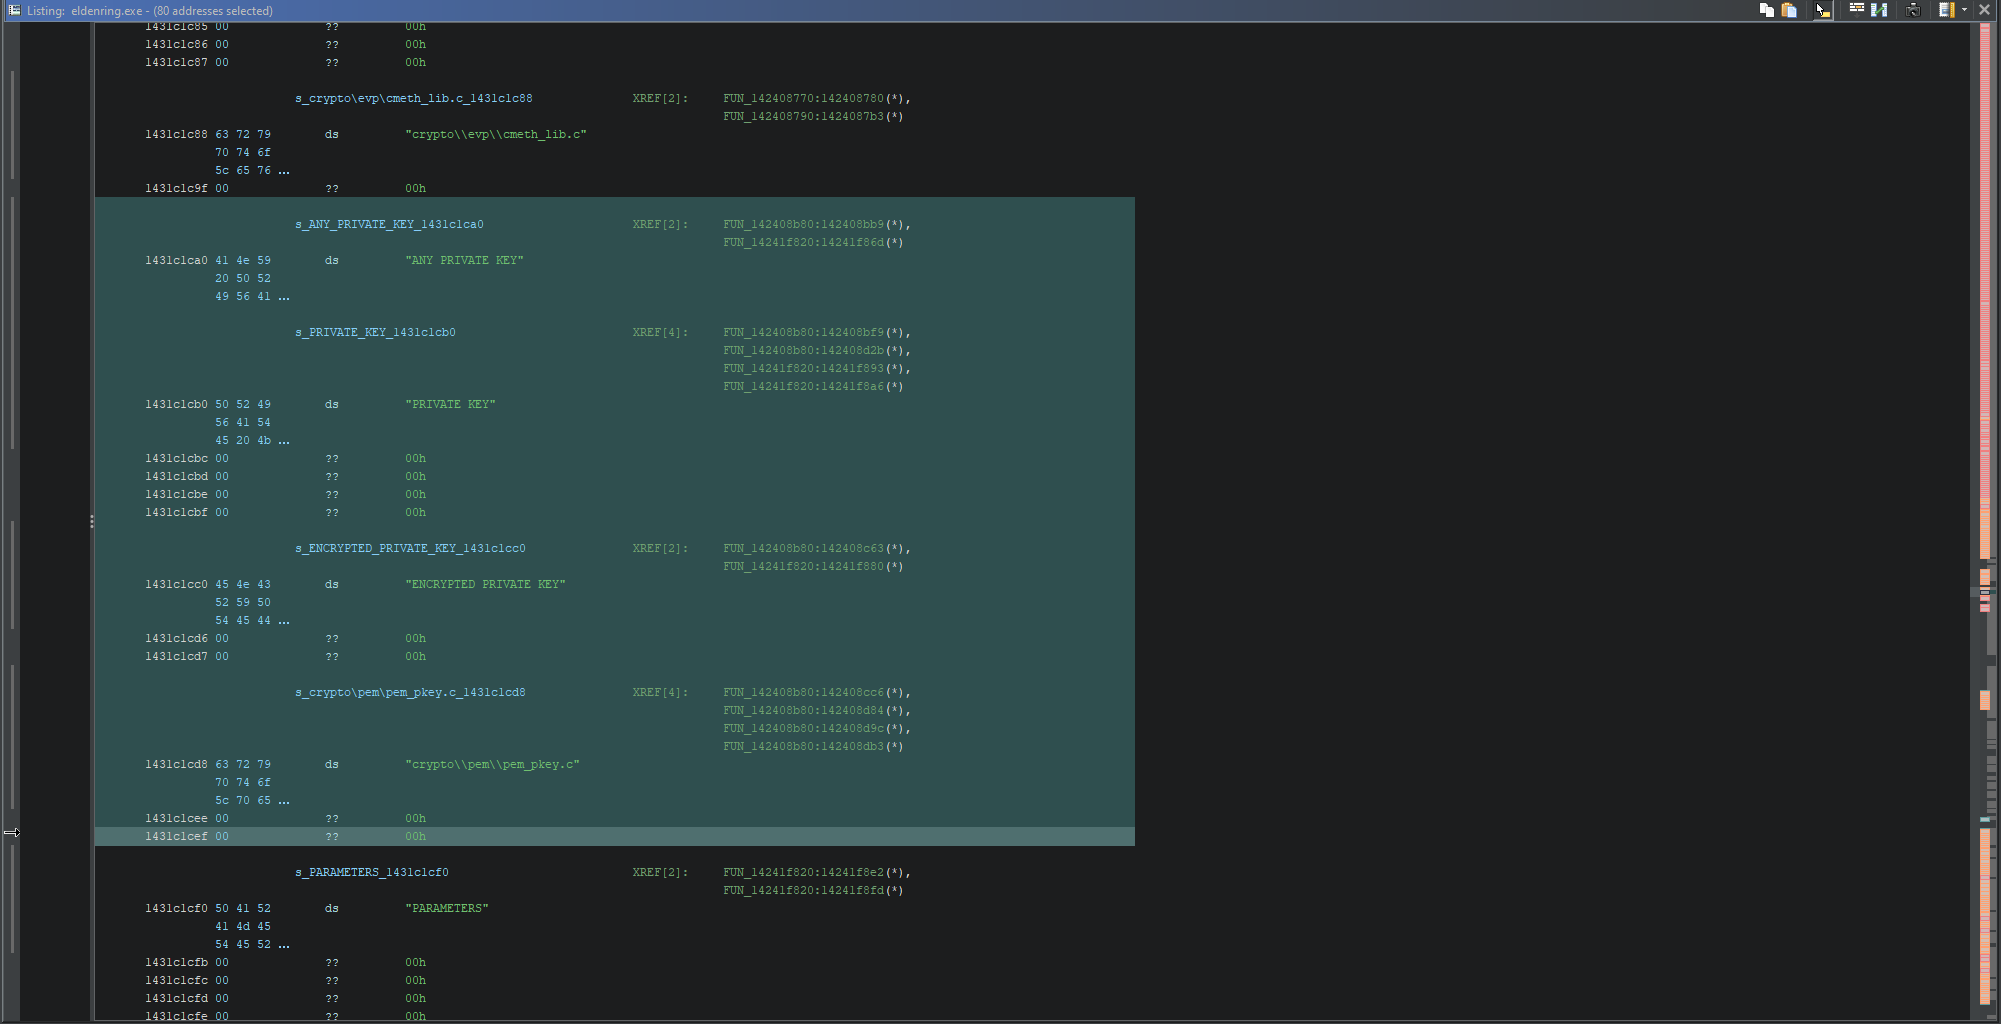 Listing: eldenring.exe - (80 addresses selected)
1431c1c85 00 ?? 00h
1431c1c86 00 ?? 00h
1431c1c87 00 ?? 00h
s_crypto\evp\cmeth_lib.c_1431c1c88 XREF[2]: FUN_142408770:142408780(*),
FUN_142408790:1424087b3(*)
1431c1c88 63 72 79 ds "crypto\\evp\\cmeth_lib.c"
70 74 6f
5c 65 76 ...
1431c1c9f 00 ?? 00h
s_ANY_PRIVATE_KEY_1431c1ca0 XREF[2]: FUN_142408b80:142408bb9(*),
FUN_14241f820:14241f86d(*)
1431c1ca0 41 4e 59 ds "ANY PRIVATE KEY"
20 50 52
49 56 41 ...
s_PRIVATE_KEY_1431c1cb0 XREF[4]: FUN_142408b80:142408bf9(*),
FUN_142408b80:142408d2b(*),
FUN_14241f820:14241f893(*),
FUN_14241f820:14241f8a6(*)
1431c1cb0 50 52 49 ds "PRIVATE KEY"
56 41 54
45 20 4b ...
1431c1cbc 00 ?? 00h
1431c1cbd 00 ?? 00h
1431c1cbe 00 ?? 00h
1431c1cbf 00 ?? 00h
s_ENCRYPTED_PRIVATE_KEY_1431c1cc0 XREF[2]: FUN_142408b80:142408c63(*),
FUN_14241f820:14241f880(*)
1431c1cc0 45 4e 43 ds "ENCRYPTED PRIVATE KEY"
52 59 50
54 45 44 ...
1431c1cd6 00 ?? 00h
1431c1cd7 00 ?? 00h
s_crypto\pem\pem_pkey.c_1431c1cd8 XREF[4]: FUN_142408b80:142408cc6(*),
FUN_142408b80:142408d84(*),
FUN_142408b80:142408d9c(*),
FUN_142408b80:142408db3(*)
1431c1cd8 63 72 79 ds "crypto\\pem\\pem_pkey.c"
70 74 6f
5c 70 65 ...
1431c1cee 00 ?? 00h
1431c1cef 00 ?? 00h
s_PARAMETERS_1431c1cf0 XREF[2]: FUN_14241f820:14241f8e2(*),
FUN_14241f820:14241f8fd(*)
1431c1cf0 50 41 52 ds "PARAMETERS"
41 4d 45
54 45 52 ...
1431c1cfb 00 ?? 00h
1431c1cfc 00 ?? 00h
1431c1cfd 00 ?? 00h
1431c1cfe 00 ?? 00h